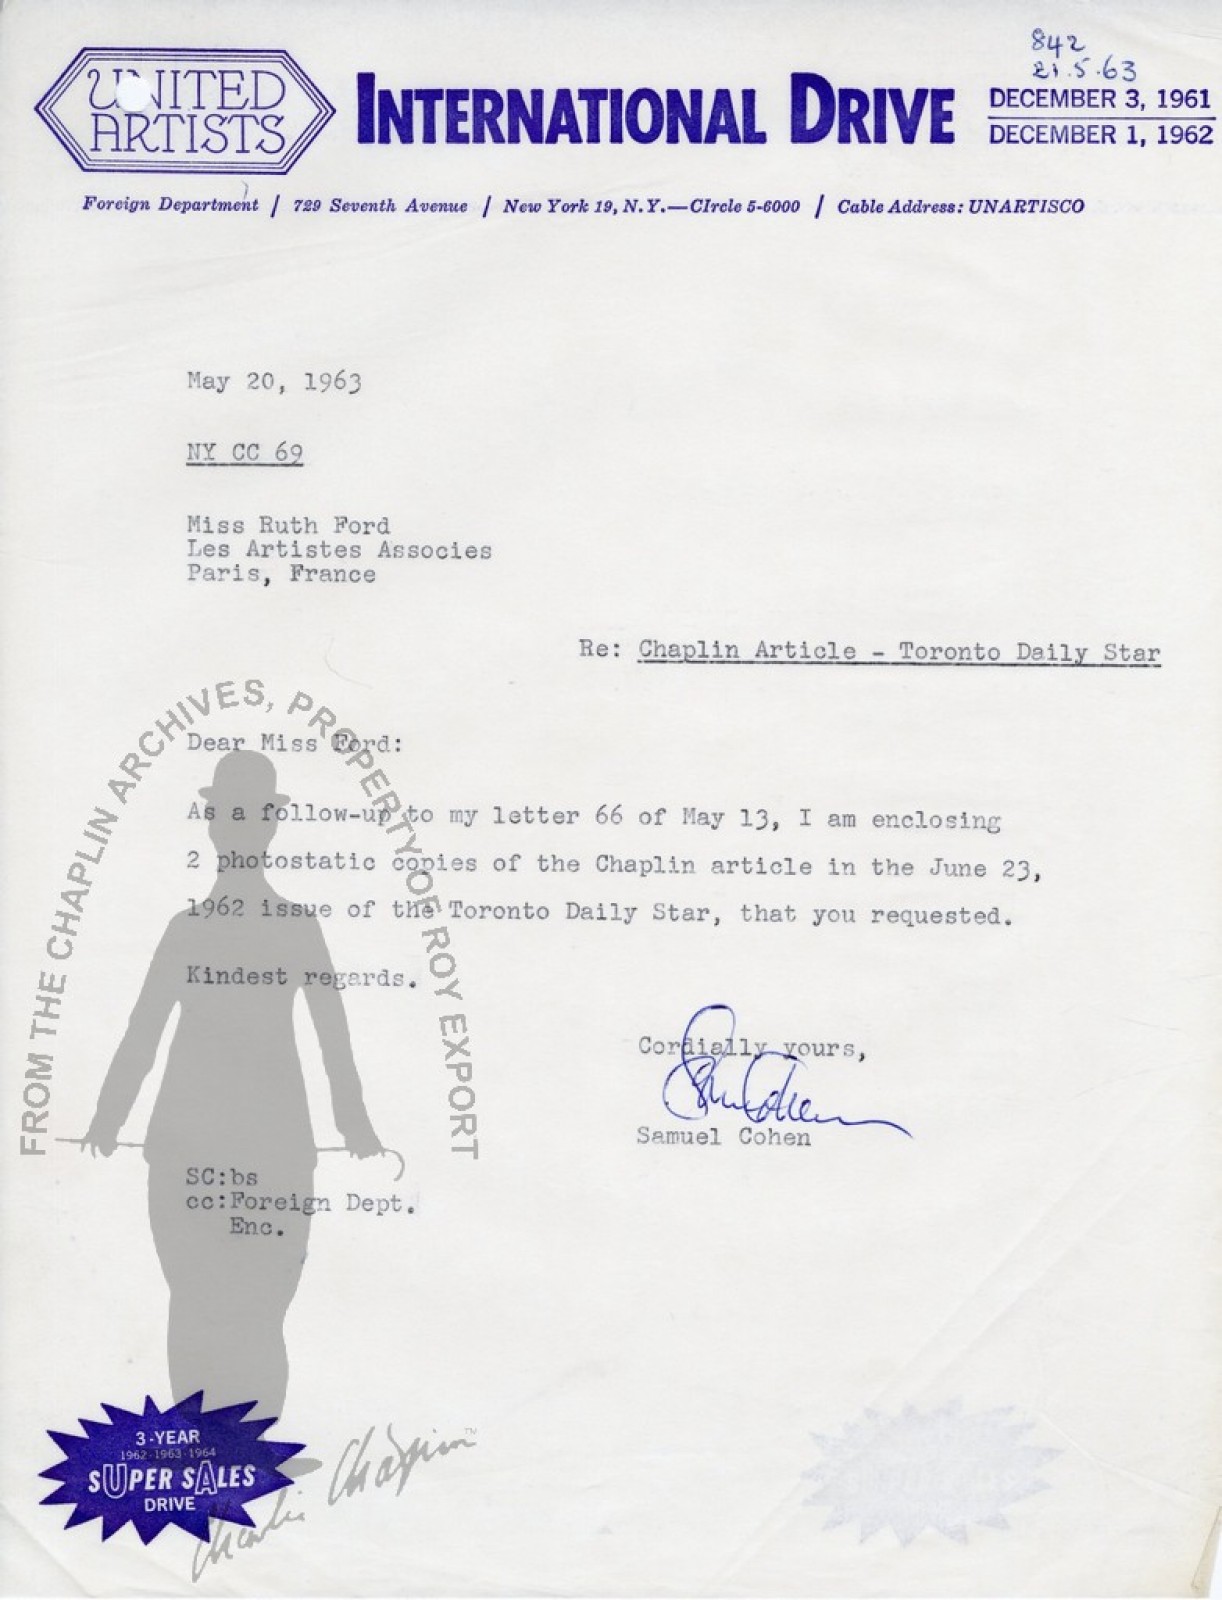 842
21.5.63
UNITED
ARTISTS
INTERNATIONAL DRIVE
DECEMBER 3, 1961
DECEMBER 1, 1962
Foreign Department / 729 Seventh Avenue / New York 19, N.Y.—CIrcle 5-6000 / Cable Address: UNARTISCO
May 20, 1963
NY CC 69
Miss Ruth Ford
Les Artistes Associes
Paris, France
Re: Chaplin Article - Toronto Daily Star
Dear Miss Ford:
As a follow-up to my letter 66 of May 13, I am enclosing
2 photostatic copies of the Chaplin article in the June 23,
1962 issue of the Toronto Daily Star, that you requested.
Kindest regards.
Cordially yours,
Sam Cohen
Samuel Cohen
SC:bs
cc:Foreign Dept.
Enc.
FROM THE CHAPLIN ARCHIVES, PROPERTY OF ROY EXPORT
3-YEAR
1962-1963-1964
SUPER SALES
DRIVE
Charlie Chaplin™